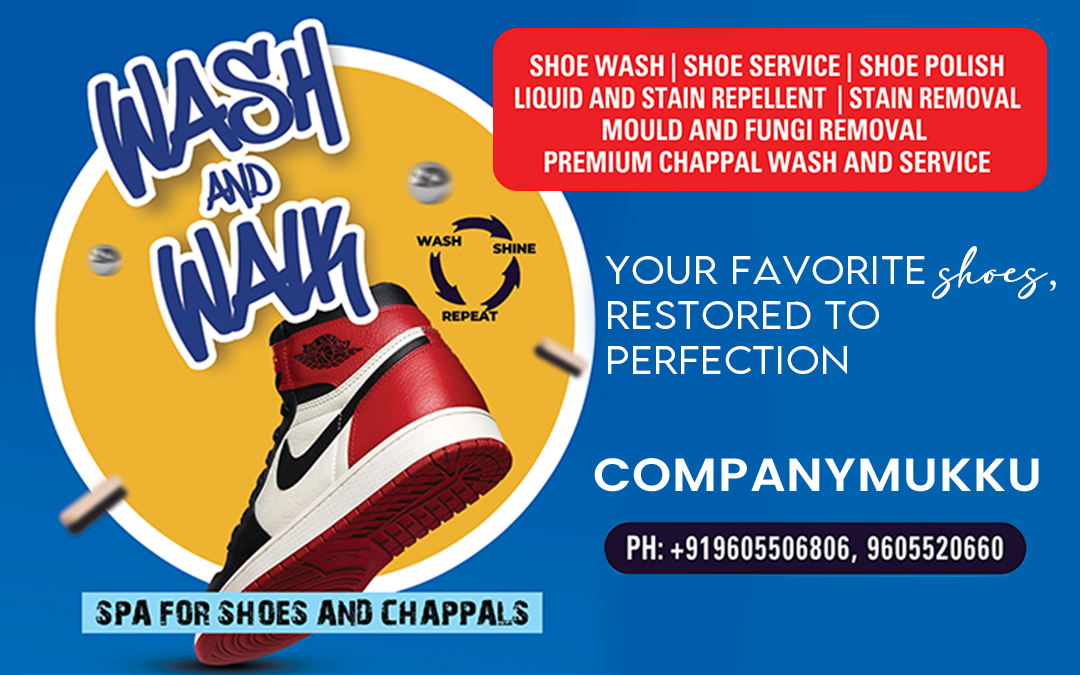 WASH
AND
WALK
WASH
SHINE
REPEAT
SPA FOR SHOES AND CHAPPALS
SHOE WASH | SHOE SERVICE | SHOE POLISH
LIQUID AND STAIN REPELLENT | STAIN REMOVAL
MOULD AND FUNGI REMOVAL
PREMIUM CHAPPAL WASH AND SERVICE
YOUR FAVORITE shoes,
RESTORED TO
PERFECTION
COMPANYMUKKU
PH: +919605506806, 9605520660